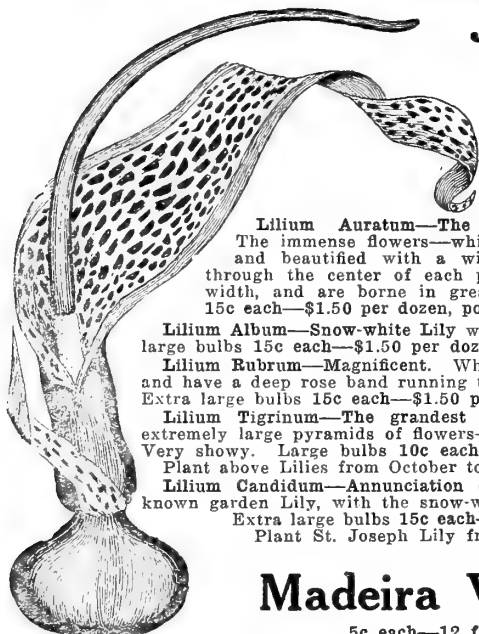 Lilium Auratum—The
The immense flowers—whi
and beautified with a wi
through the center of each p
width, and are borne in grea
15c each—$1.50 per dozen, po
Lilium Album—Snow-white Lily w
large bulbs 15c each—$1.50 per doz
Lilium Rubrum—Magnificent. Wh
and have a deep rose band running t
Extra large bulbs 15c each—$1.50 p
Lilium Tigrinum—The grandest
extremely large pyramids of flowers-
Very showy. Large bulbs 10c each
Plant above Lilies from October to
Lilium Candidum—Annunciation
known garden Lily, with the snow-w
Extra large bulbs 15c each-
Plant St. Joseph Lily fr
Madeira V
5c each—12 f